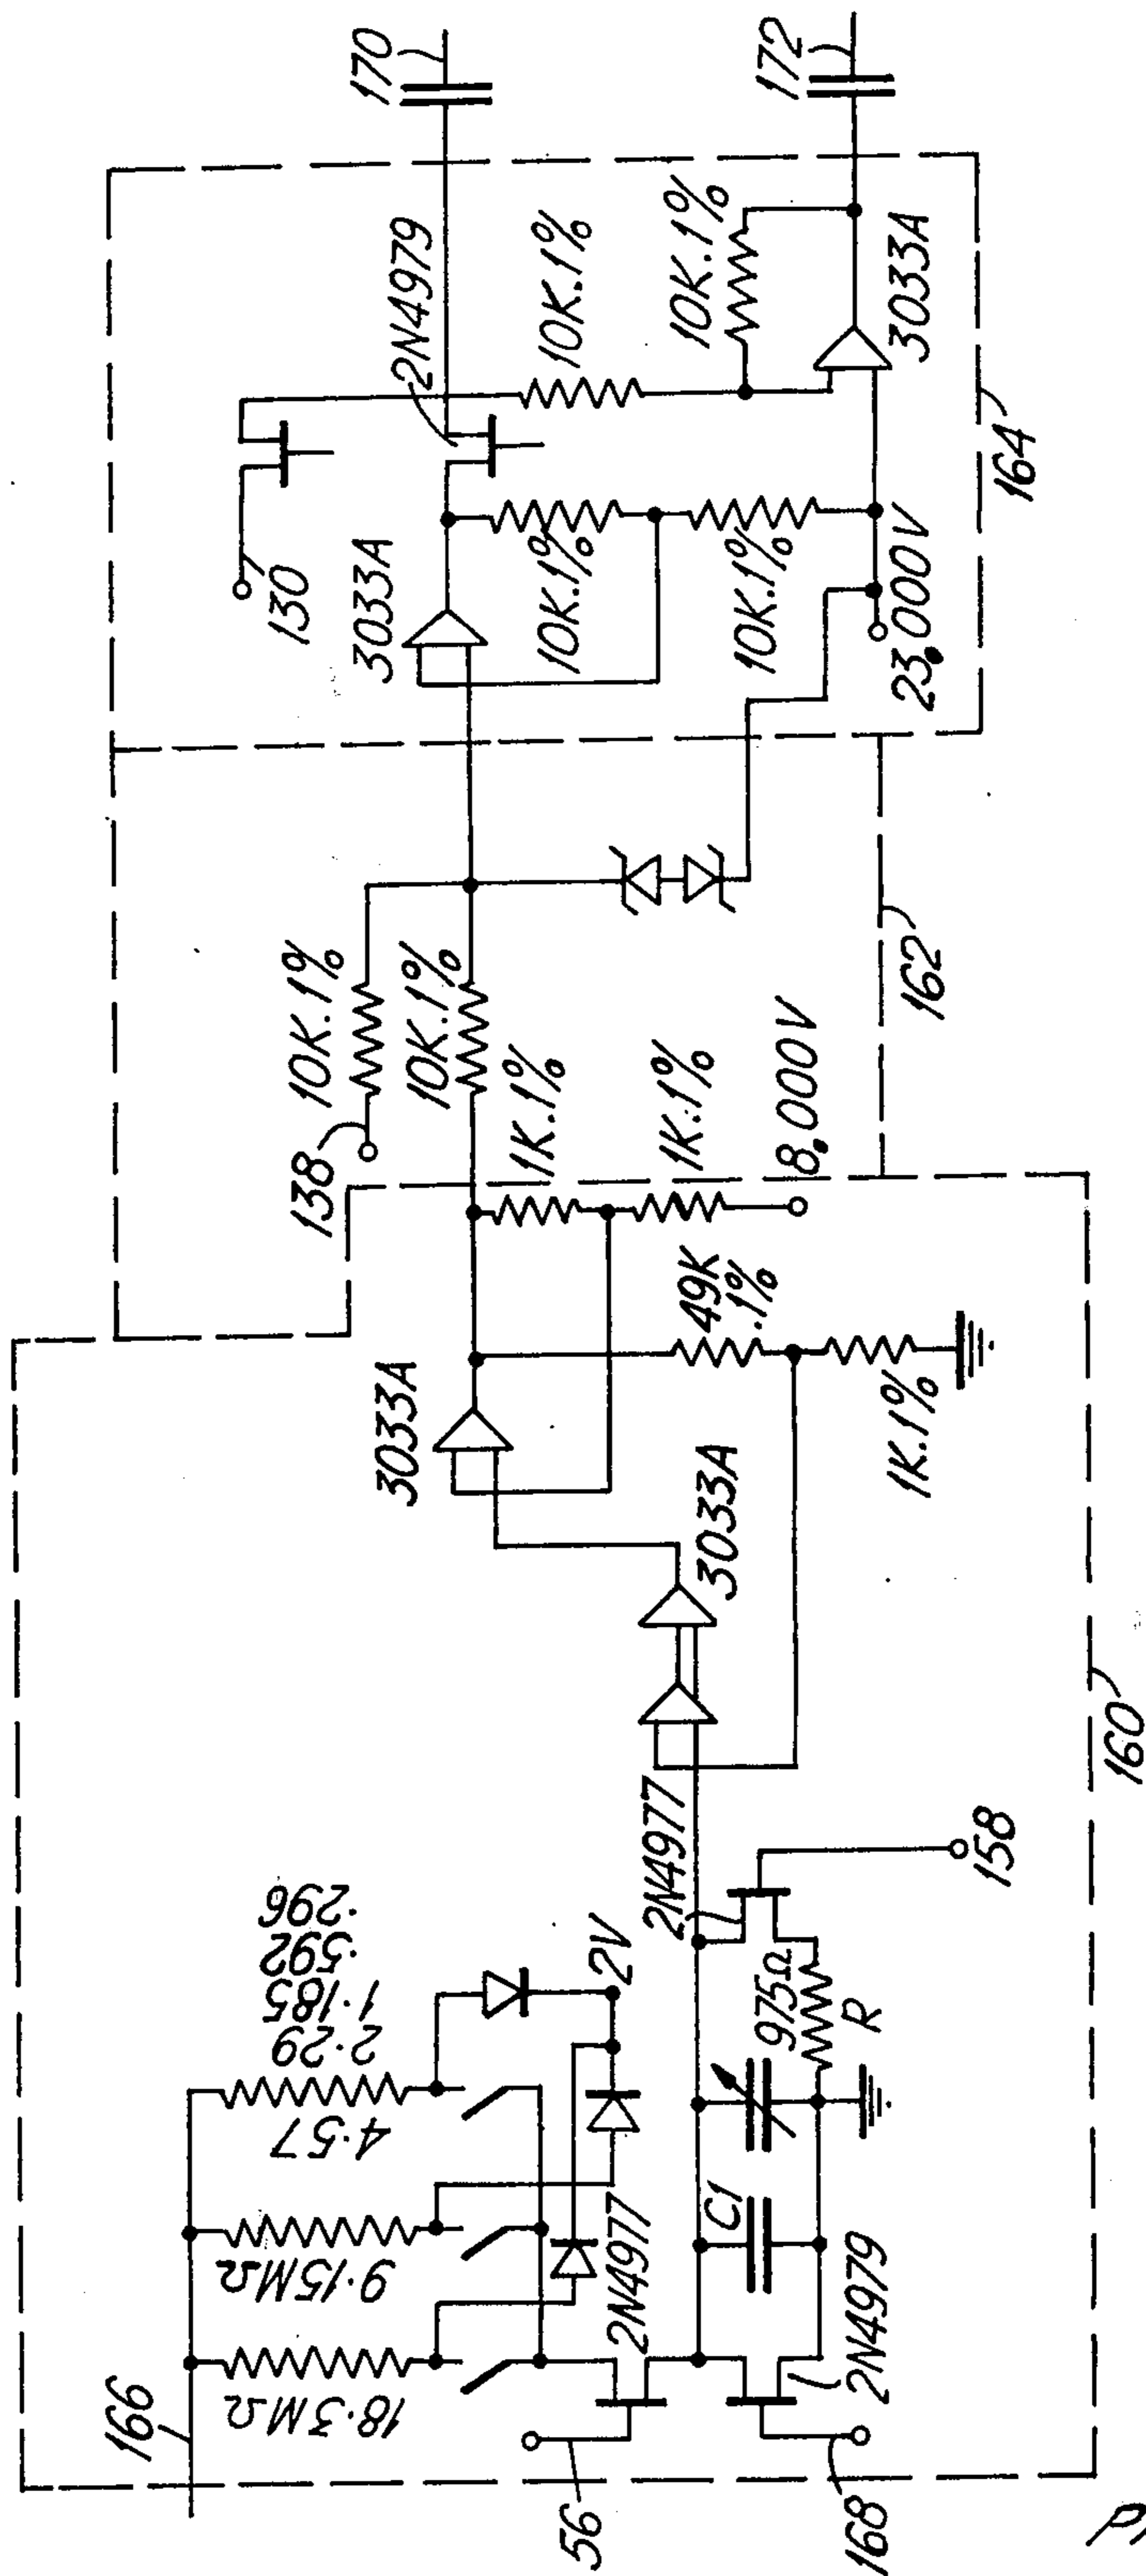 170
172
2N4979
10K.1%
10K.1%
3033A
164
130
3033A
10K.1%
10K.1%
23.000V
162
10K.1%
10K.1%
138
1K.1%
1K.1%
8.000V
49K
.1%
1K.1%
3033A
3033A
160
2N4977
158
.296
.592
1.185
2.29
4.57
2V
975Ω
R
9.15MΩ
C1
2N4977
2N4979
18.3MΩ
166
56
168